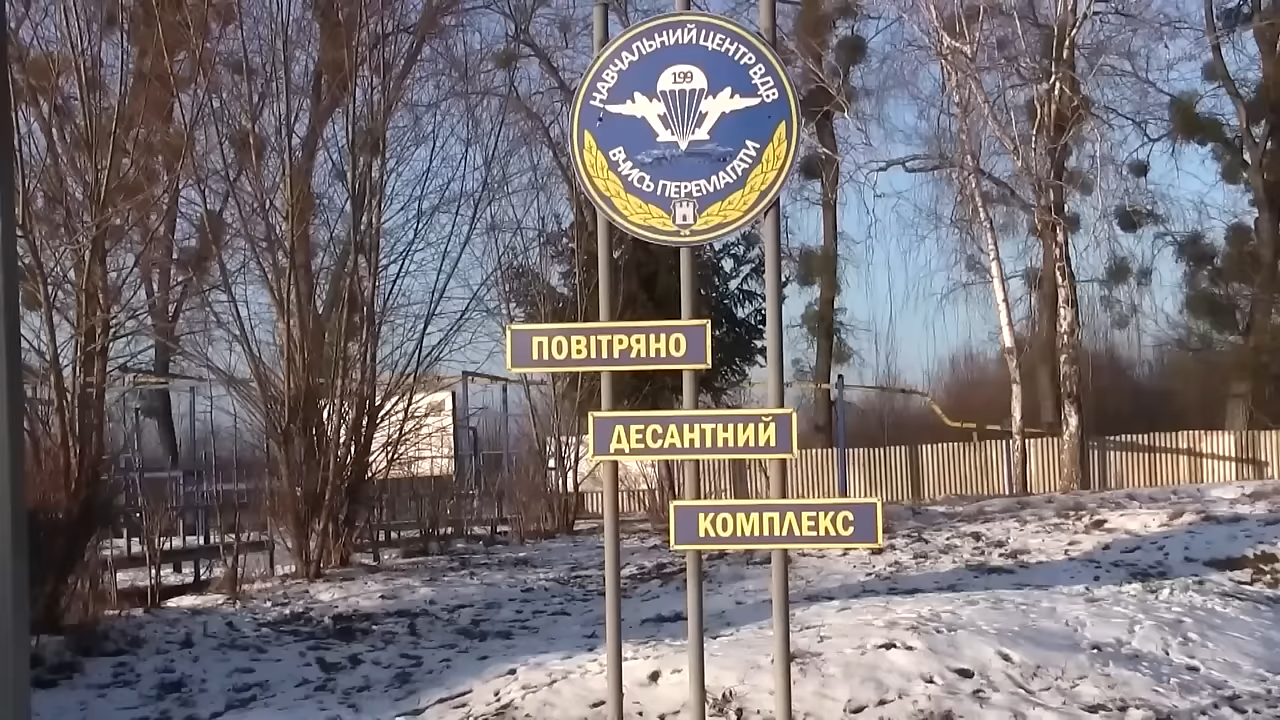 НАВЧАЛЬНИЙ ЦЕНТР ВДВ
199
ВЧИСЬ ПЕРЕМАГАТИ
ПОВІТРЯНО
ДЕСАНТНИЙ
КОМПЛЕКС